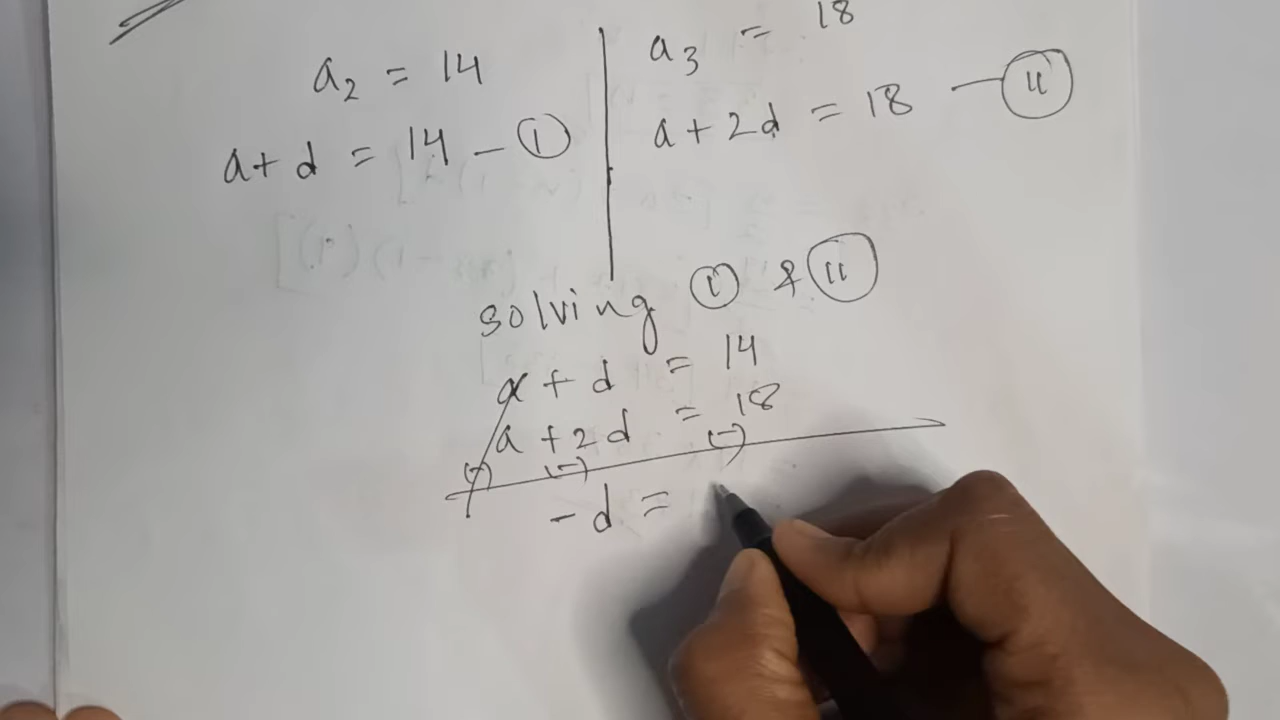 a₂ = 14
a + d = 14 — (i)
a₃ = 18
a + 2d = 18 — (ii)
solving (i) & (ii)
a + d = 14
a + 2d = 18
(-) (-) (-)
- d =